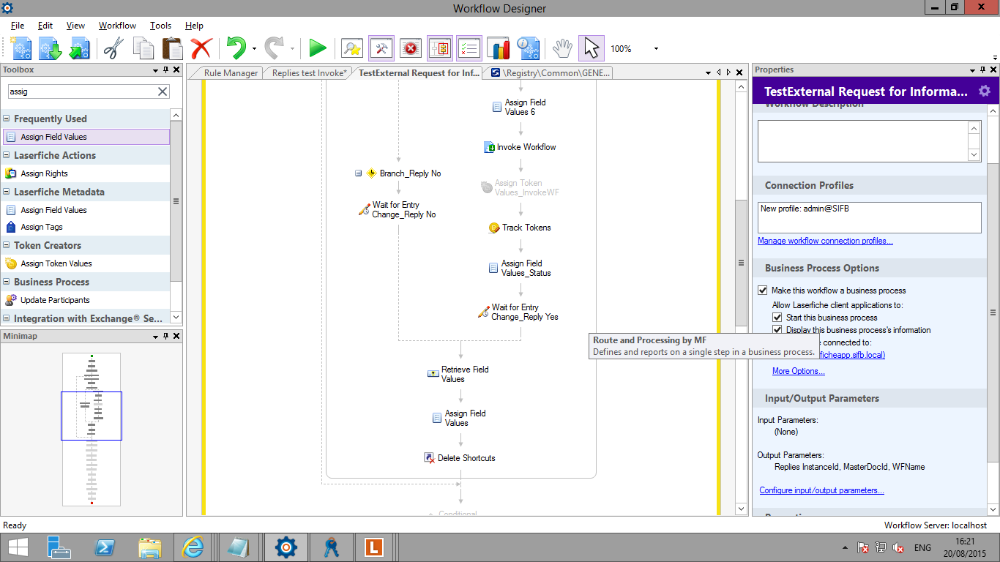 Workflow Designer
File Edit View Workflow Tools Help
100%
Toolbox
assig
Frequently Used
Assign Field Values
Laserfiche Actions
Assign Rights
Laserfiche Metadata
Assign Field Values
Assign Tags
Token Creators
Assign Token Values
Business Process
Update Participants
Integration with Exchange® Se...
Minimap
Rule Manager
Replies test Invoke*
TestExternal Request for Inf...
\Registry\Common\GENE...
Assign Field
Values 6
Invoke Workflow
Branch_Reply No
Assign Token
Values_InvokeWF
Wait for Entry
Change_Reply No
Track Tokens
Assign Field
Values_Status
Wait for Entry
Change_Reply Yes
Retrieve Field
Values
Assign Field
Values
Delete Shortcuts
Conditional
Route and Processing by MF
Defines and reports on a single step in a business process.
Properties
TestExternal Request for Informa...
Workflow Description
Connection Profiles
New profile: admin@SIFB
Manage workflow connection profiles...
Business Process Options
Make this workflow a business process
Allow Laserfiche client applications to:
Start this business process
Display this business process's information
e connected to:
ficheapp.sifb.local)
More Options...
Input/Output Parameters
Input Parameters:
(None)
Output Parameters:
Replies InstanceId, MasterDocId, WFName
Configure input/output parameters...
Ready
Workflow Server: localhost
ENG
16:21
20/08/2015